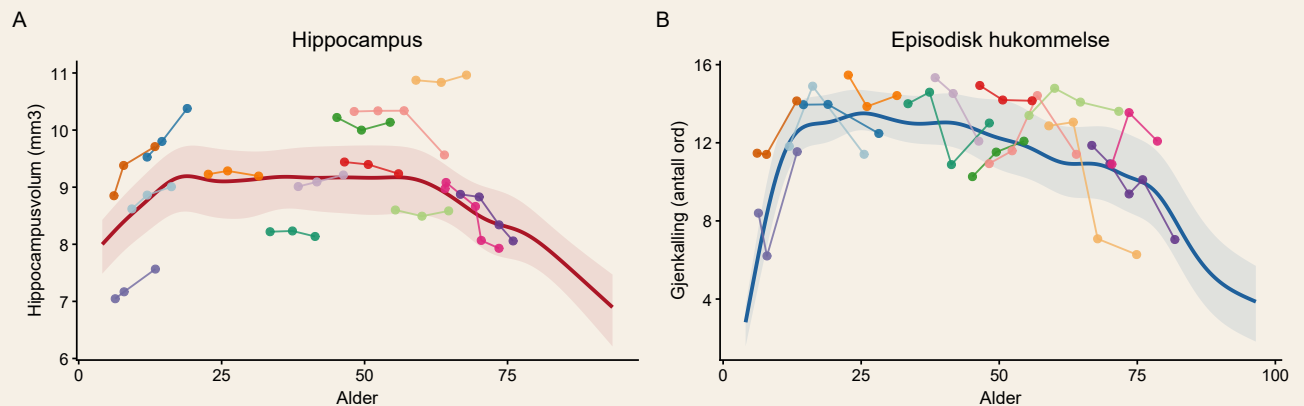 A
Hippocampus
Hippocampusvolum (mm3)
11
10
9
8
7
6
0
25
50
75
Alder
B
Episodisk hukommelse
Gjenkalling (antall ord)
16
12
8
4
0
25
50
75
100
Alder